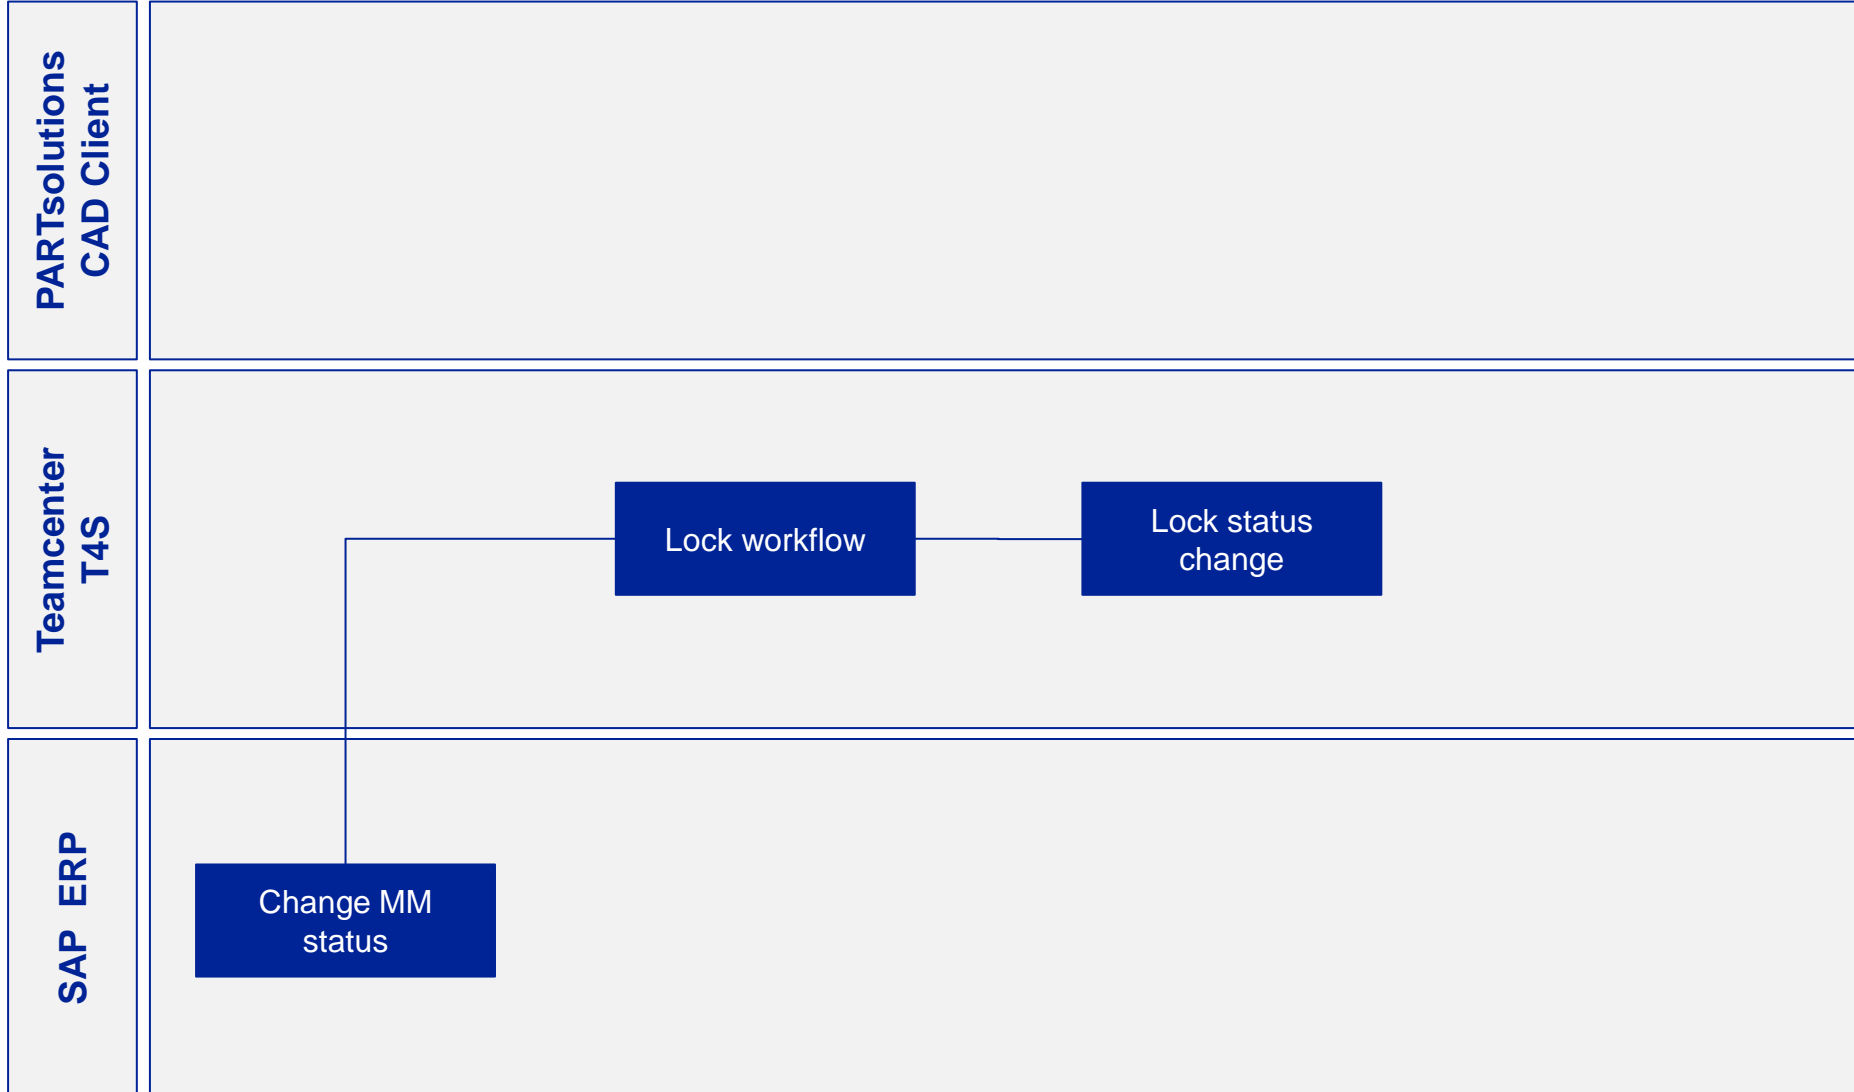 PARTsolutions
CAD Client
Teamcenter
T4S
Lock workflow
Lock status
change
SAP  ERP
Change MM
status